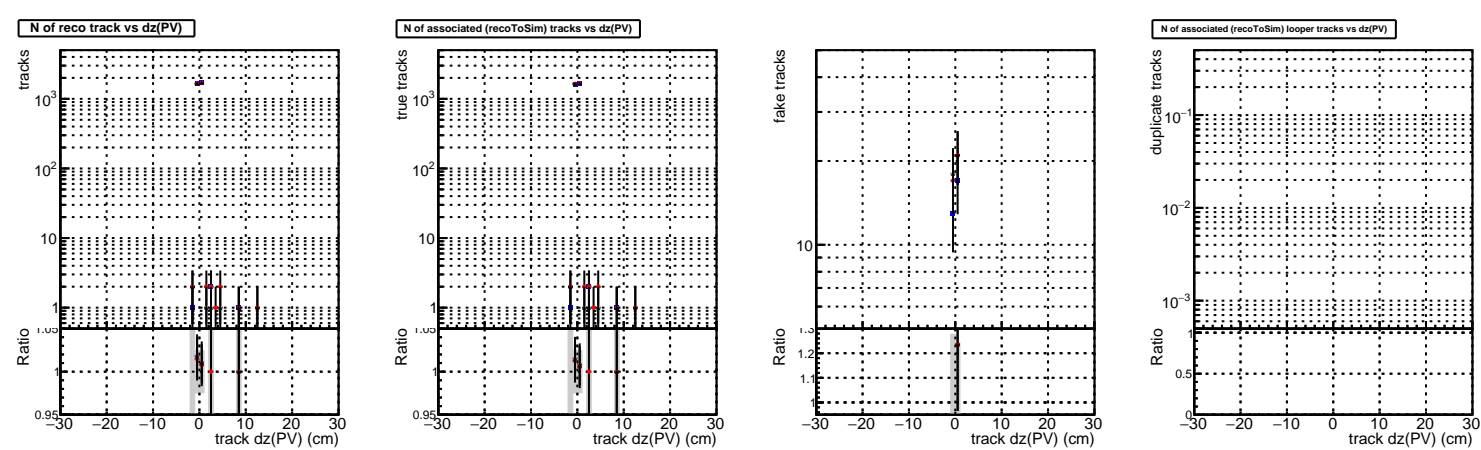 N of reco track vs dz(PV)
tracks
10³
10²
10
1
1.05
Ratio
1
0.95
−30 −20 −10 0 10 20 30
track dz(PV) (cm)
N of associated (recoToSim) tracks vs dz(PV)
true tracks
10³
10²
10
1
1.05
Ratio
1
0.95
−30 −20 −10 0 10 20 30
track dz(PV) (cm)
fake tracks
10
1.3
Ratio
1.2
1.1
1
−30 −20 −10 0 10 20 30
track dz(PV) (cm)
N of associated (recoToSim) looper tracks vs dz(PV)
duplicate tracks
10⁻¹
10⁻²
10⁻³
Ratio
1
0.5
0
−30 −20 −10 0 10 20 30
track dz(PV) (cm)